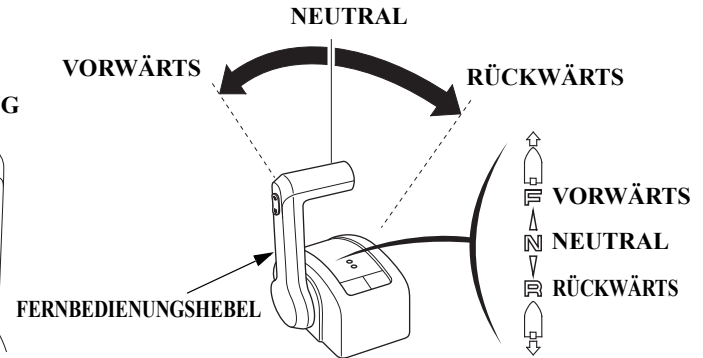 NEUTRAL
VORWÄRTS
RÜCKWÄRTS
G
F VORWÄRTS
N NEUTRAL
R RÜCKWÄRTS
FERNBEDIENUNGSHEBEL